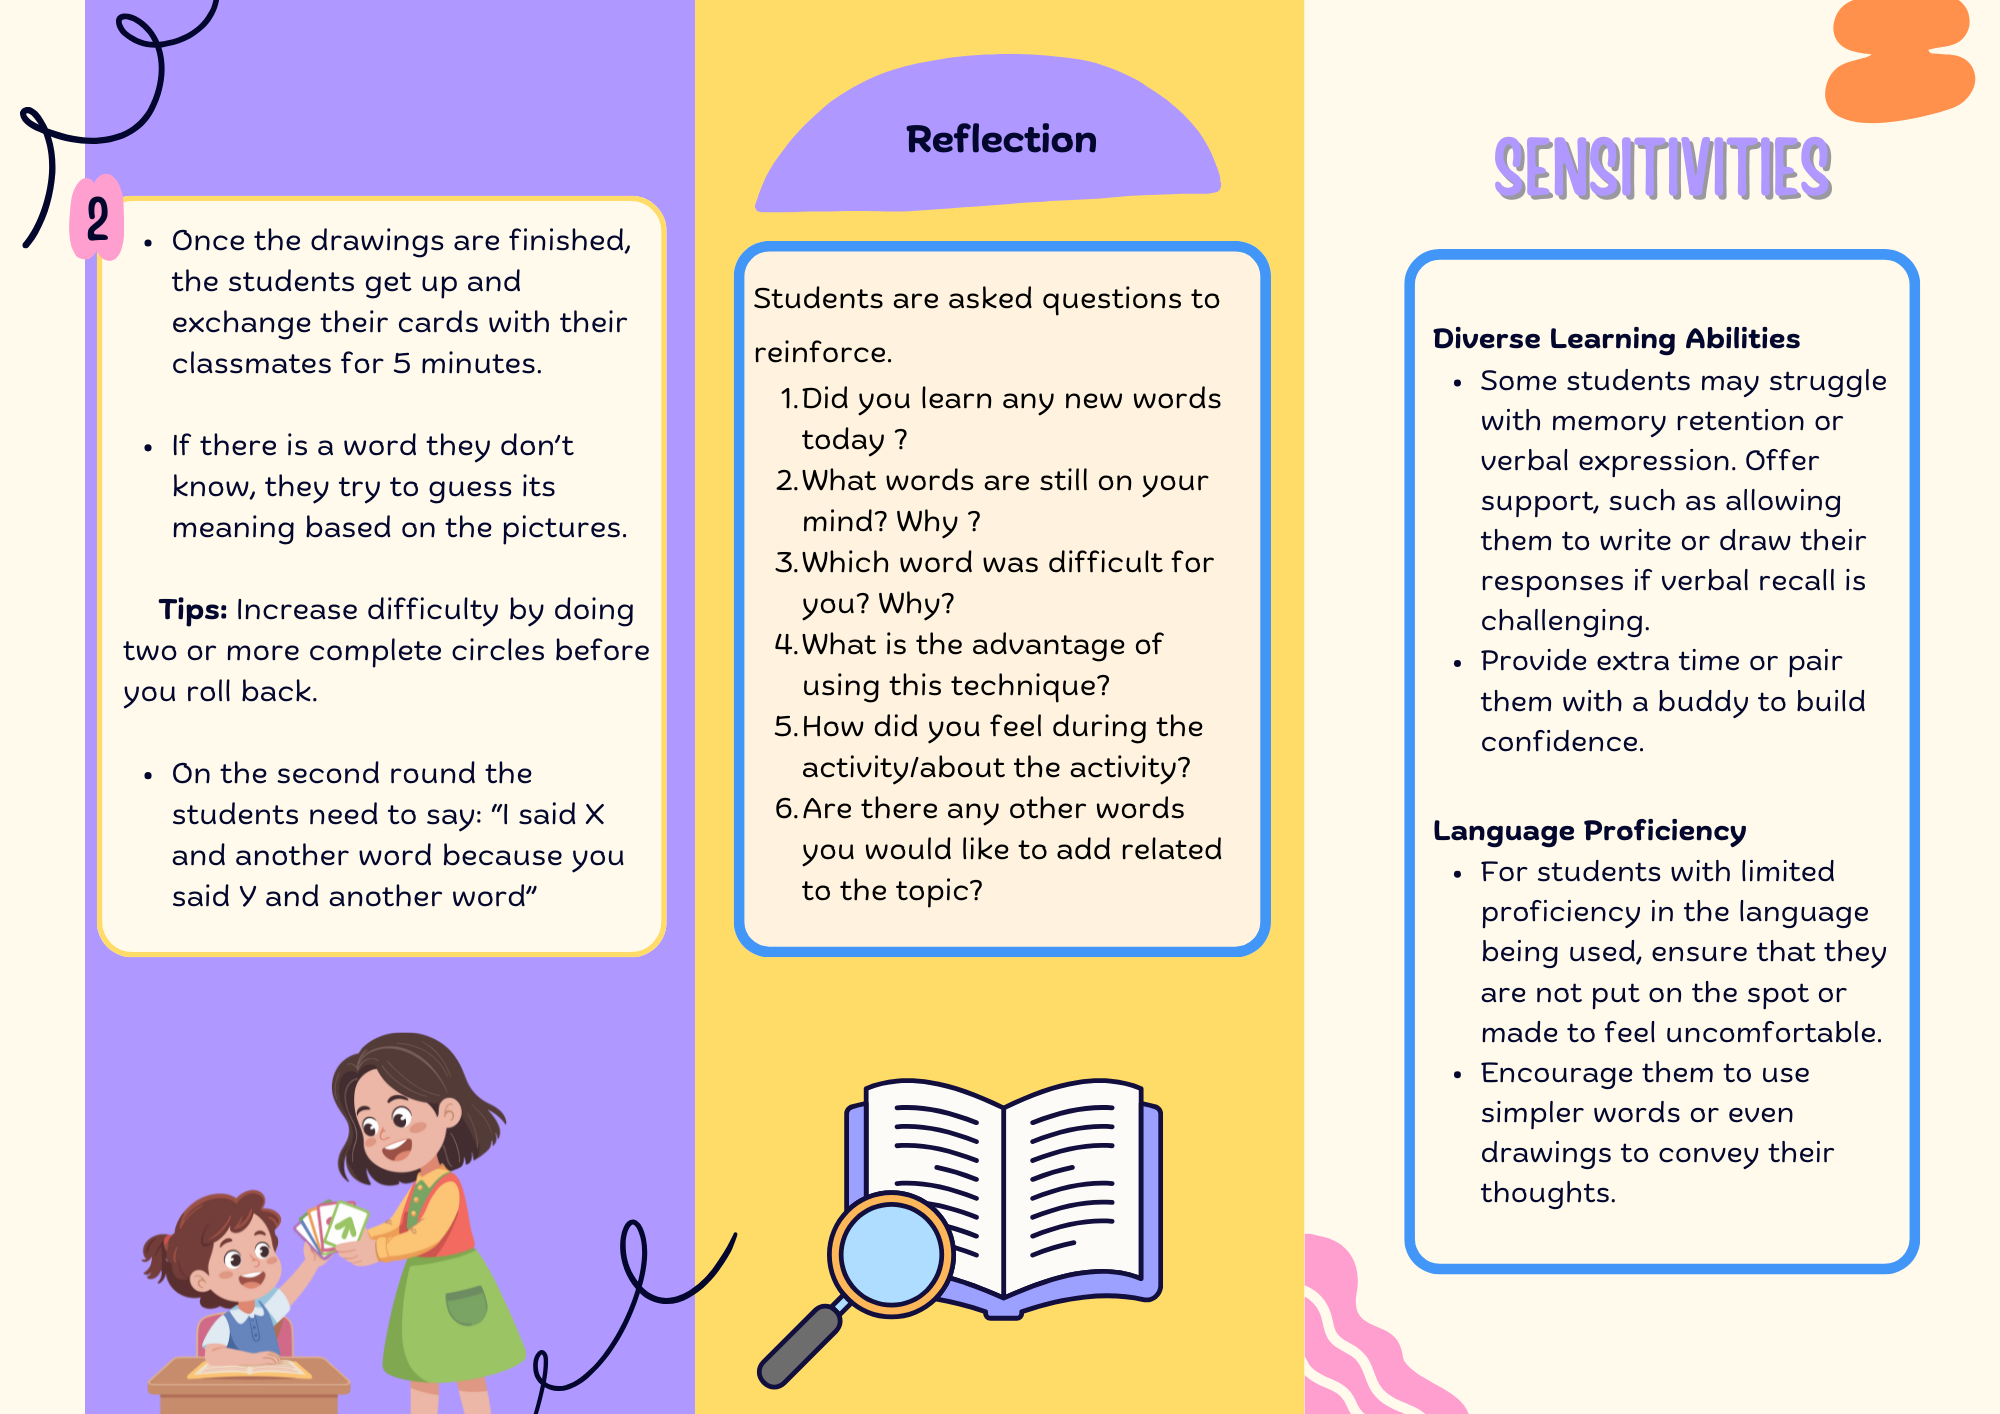 2
• Once the drawings are finished,
the students get up and
exchange their cards with their
classmates for 5 minutes.
• If there is a word they don't
know, they try to guess its
meaning based on the pictures.
Tips: Increase difficulty by doing
two or more complete circles before
you roll back.
• On the second round the
students need to say: "I said X
and another word because you
said Y and another word"
Reflection
Students are asked questions to
reinforce.
1. Did you learn any new words
today ?
2. What words are still on your
mind? Why ?
3. Which word was difficult for
you? Why?
4. What is the advantage of
using this technique?
5. How did you feel during the
activity/about the activity?
6. Are there any other words
you would like to add related
to the topic?
SENSITIVITIES
Diverse Learning Abilities
• Some students may struggle
with memory retention or
verbal expression. Offer
support, such as allowing
them to write or draw their
responses if verbal recall is
challenging.
• Provide extra time or pair
them with a buddy to build
confidence.
Language Proficiency
• For students with limited
proficiency in the language
being used, ensure that they
are not put on the spot or
made to feel uncomfortable.
• Encourage them to use
simpler words or even
drawings to convey their
thoughts.